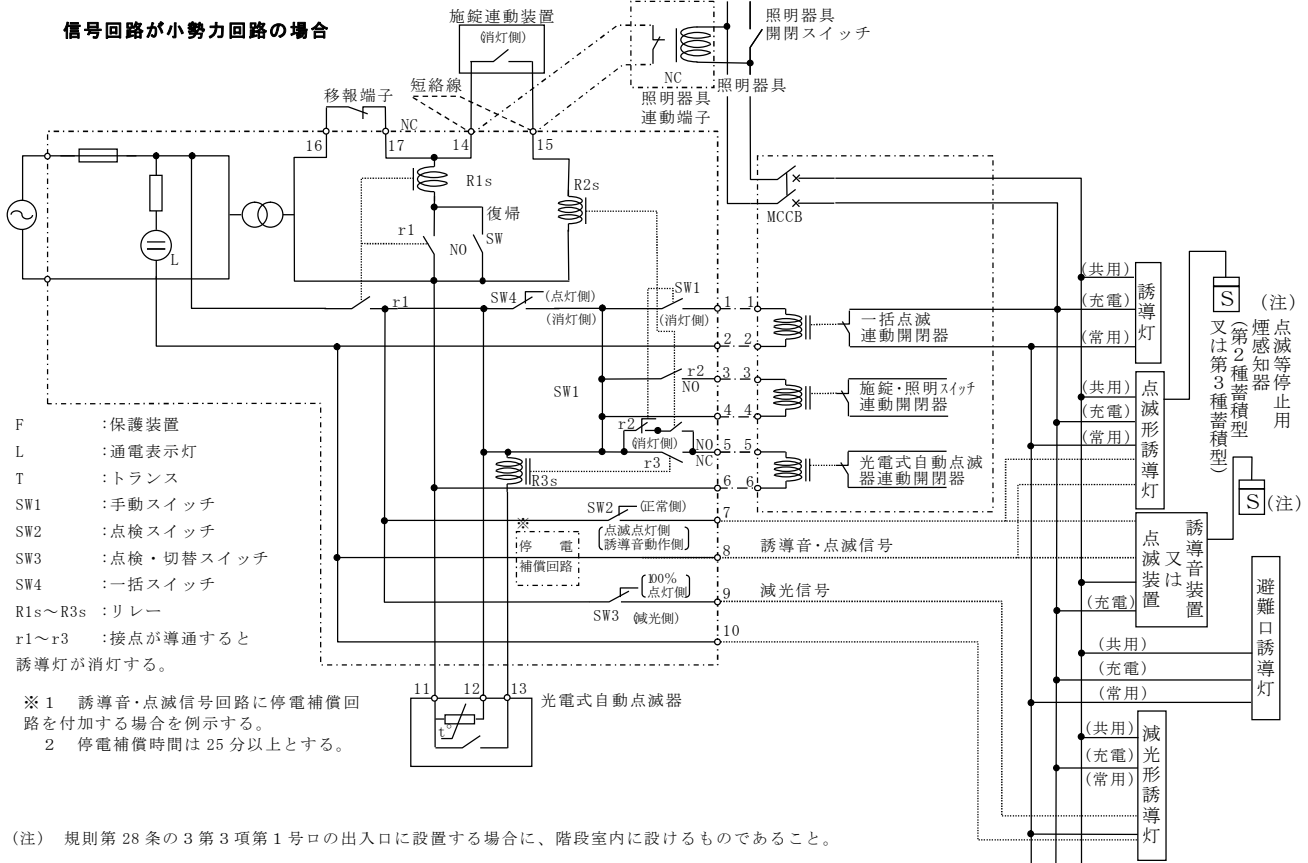 信号回路が小勢力回路の場合
施錠連動装置
(消灯側)
照明器具
開閉スイッチ
NC
照明器具
連動端子
照明器具
移報端子
短絡線
NC
16
17
14
15
R1s
R2s
復帰
r1
NO
SW
MCCB
L
r1
SW4
(点灯側)
(消灯側)
SW1
(消灯側)
1 1
2 2
一括点滅
連動開閉器
SW1
r2
NO
3 3
4 4
施錠・照明スイッチ
連動開閉器
r2
(消灯側)
r3
NO
NC
5 5
6 6
R3s
光電式自動点滅
器連動開閉器
SW2
(正常側)
点滅点灯側
誘導音動作側
7
※
停 電
補償回路
8
誘導音・点滅信号
100%
点灯側
SW3
(減光側)
9
減光信号
10
11
12
13
光電式自動点滅器
t°
(共用)
(充電)
(常用)
誘導灯
(共用)
(充電)
(常用)
点滅形誘導灯
S
(注)
点滅等停止用
煙感知器
(第2種蓄積型
又は第3種蓄積型)
S
(注)
誘導音装置
又は
点滅装置
(充電)
(共用)
(充電)
(常用)
避難口誘導灯
(共用)
(充電)
(常用)
減光形誘導灯
F :保護装置
L :通電表示灯
T :トランス
SW1 :手動スイッチ
SW2 :点検スイッチ
SW3 :点検・切替スイッチ
SW4 :一括スイッチ
R1s～R3s :リレー
r1～r3 :接点が導通すると
誘導灯が消灯する。
※1 誘導音・点滅信号回路に停電補償回
路を付加する場合を例示する。
2 停電補償時間は25分以上とする。
(注) 規則第28条の3第3項第1号ロの出入口に設置する場合に、階段室内に設けるものであること。